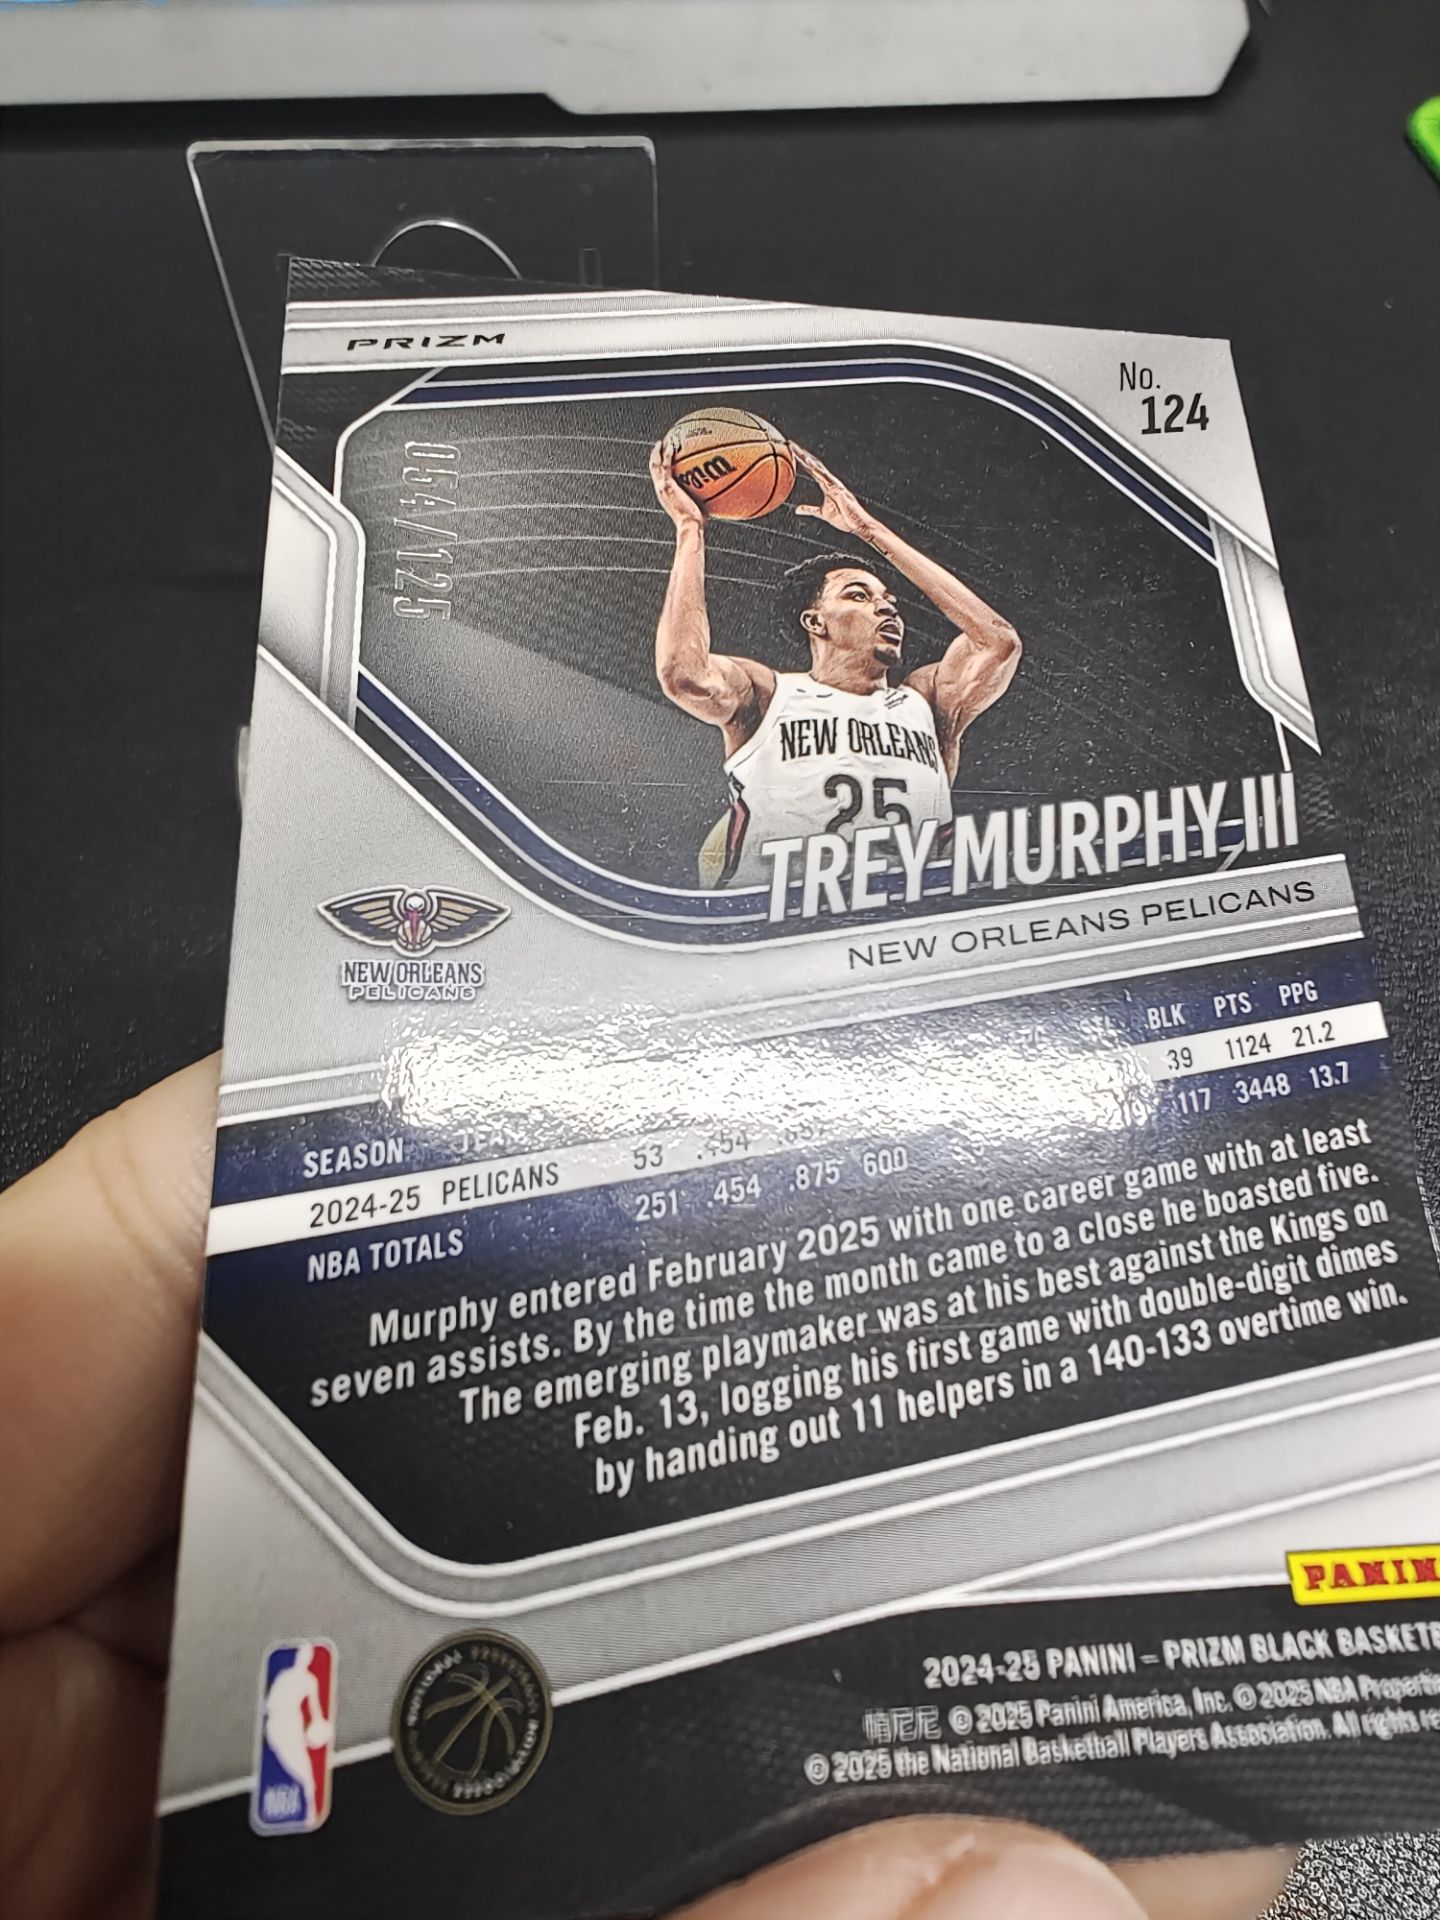 PRIZM
No.
124
054/125
Wilson
NEW ORLEANS
25
TREY MURPHY III
NEW ORLEANS PELICANS
NEW ORLEANS
PELICANS
BLK PTS PPG
SEASON TEAM
2024-25 PELICANS 53 .454 39 1124 21.2
NBA TOTALS 251 .454 .875 600 117 3448 13.7
Murphy entered February 2025 with one career game with at least
seven assists. By the time the month came to a close he boasted five.
The emerging playmaker was at his best against the Kings on
Feb. 13, logging his first game with double-digit dimes
by handing out 11 helpers in a 140-133 overtime win.
PANIN
2024-25 PANINI – PRIZM BLACK BASKETB
帕尼尼 © 2025 Panini America, Inc. © 2025 NBA Properti
© 2025 the National Basketball Players Association. All rights re
NBA